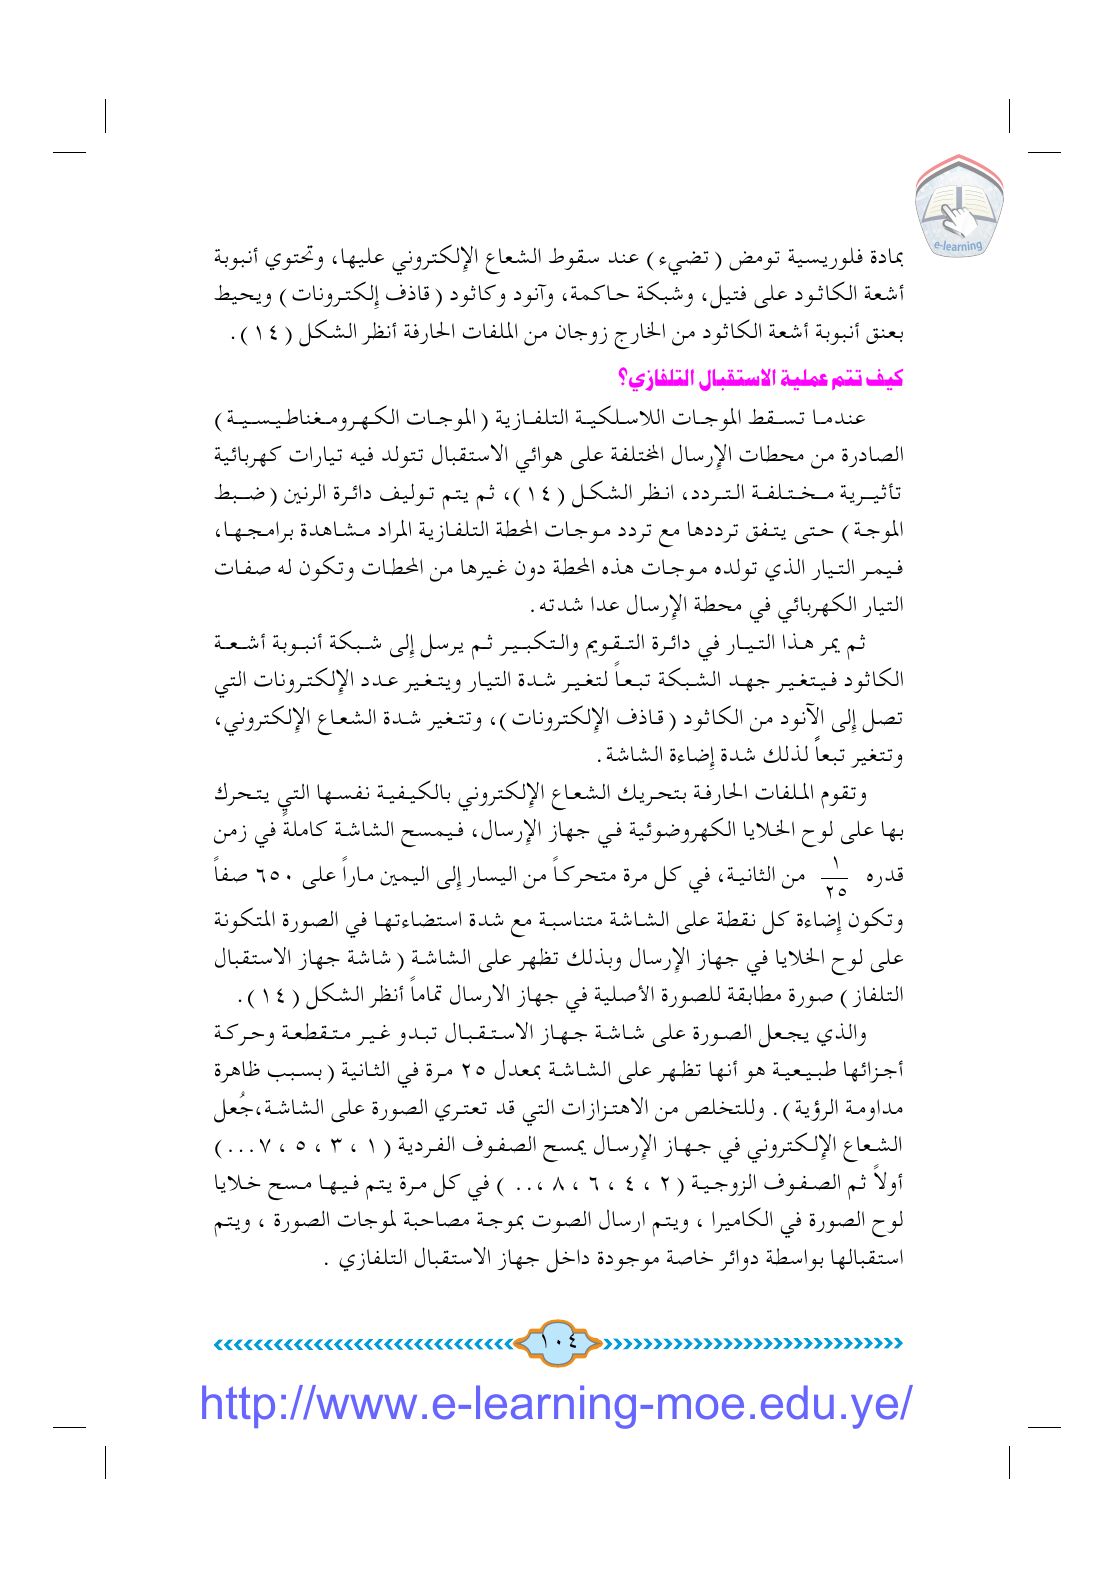 e-learning
بمادة فلوريسية تومض (تضيء) عند سقوط الشعاع الإلكتروني عليها، وتحتوي أنبوبة
أشعة الكاثود على فتيل، وشبكة حاكمة، وآنود وكاثود (قاذف إلكترونات) ويحيط
بعنق أنبوبة أشعة الكاثود من الخارج زوجان من الملفات الحارفة أنظر الشكل (١٤).
كيف تتم عملية الاستقبال التلفازي؟
عندما تسقط الموجات اللاسلكية التلفازية (الموجات الكهرومغناطيسية)
الصادرة من محطات الإرسال المختلفة على هوائي الاستقبال تتولد فيه تيارات كهربائية
تأثيرية مختلفة التردد، انظر الشكل (١٤)، ثم يتم توليف دائرة الرنين (ضبط
الموجة) حتى يتفق ترددها مع تردد موجات المحطة التلفازية المراد مشاهدة برامجها،
فيمر التيار الذي تولده موجات هذه المحطة دون غيرها من المحطات وتكون له صفات
التيار الكهربائي في محطة الإرسال عدا شدته.
ثم يمر هذا التيار في دائرة التقويم والتكبير ثم يرسل إلى شبكة أنبوبة أشعة
الكاثود فيتغير جهد الشبكة تبعاً لتغير شدة التيار ويتغير عدد الإلكترونات التي
تصل إلى الآنود من الكاثود (قاذف الإلكترونات)، وتتغير شدة الشعاع الإلكتروني،
وتتغير تبعاً لذلك شدة إضاءة الشاشة.
وتقوم الملفات الحارفة بتحريك الشعاع الإلكتروني بالكيفية نفسها التي يتحرك
بها على لوح الخلايا الكهروضوئية في جهاز الإرسال، فيمسح الشاشة كاملةً في زمن
قدره ١/٢٥ من الثانية، في كل مرة متحركاً من اليسار إلى اليمين ماراً على ٦٥٠ صفاً
وتكون إضاءة كل نقطة على الشاشة متناسبة مع شدة استضاءتها في الصورة المتكونة
على لوح الخلايا في جهاز الإرسال وبذلك تظهر على الشاشة (شاشة جهاز الاستقبال
التلفاز) صورة مطابقة للصورة الأصلية في جهاز الارسال تماماً أنظر الشكل (١٤).
والذي يجعل الصورة على شاشة جهاز الاستقبال تبدو غير متقطعة وحركة
أجزائها طبيعية هو أنها تظهر على الشاشة بمعدل ٢٥ مرة في الثانية (بسبب ظاهرة
مداومة الرؤية). وللتخلص من الاهتزازات التي قد تعتري الصورة على الشاشة،جُعل
الشعاع الإلكتروني في جهاز الإرسال يمسح الصفوف الفردية (١ ، ٣ ، ٥ ، ٧...)
أولاً ثم الصفوف الزوجية (٢ ، ٤ ، ٦ ، ٨ ،.. ) في كل مرة يتم فيها مسح خلايا
لوح الصورة في الكاميرا ، ويتم ارسال الصوت بموجة مصاحبة لموجات الصورة ، ويتم
استقبالها بواسطة دوائر خاصة موجودة داخل جهاز الاستقبال التلفازي .
١٠٤
http://www.e-learning-moe.edu.ye/